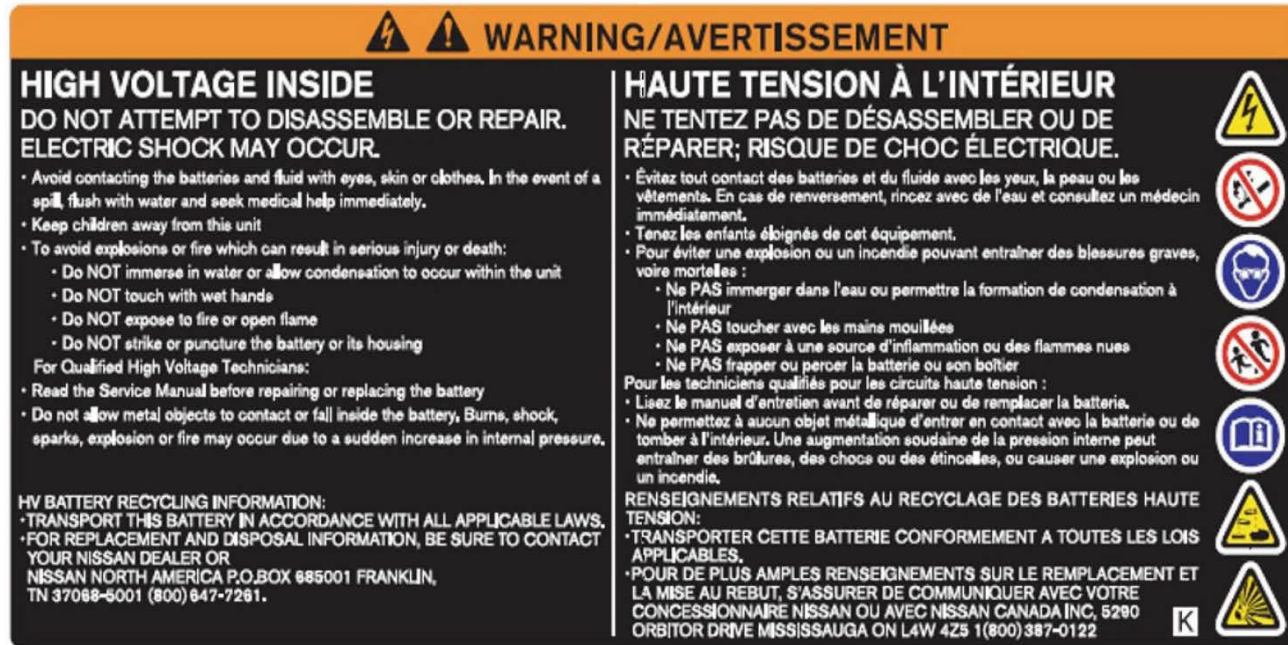 WARNING/AVERTISSEMENT
HIGH VOLTAGE INSIDE
DO NOT ATTEMPT TO DISASSEMBLE OR REPAIR.
ELECTRIC SHOCK MAY OCCUR.
• Avoid contacting the batteries and fluid with eyes, skin or clothes. In the event of a
spill, flush with water and seek medical help immediately.
• Keep children away from this unit
• To avoid explosions or fire which can result in serious injury or death:
• Do NOT immerse in water or allow condensation to occur within the unit
• Do NOT touch with wet hands
• Do NOT expose to fire or open flame
• Do NOT strike or puncture the battery or its housing
For Qualified High Voltage Technicians:
• Read the Service Manual before repairing or replacing the battery
• Do not allow metal objects to contact or fall inside the battery, Burns, shock,
sparks, explosion or fire may occur due to a sudden increase in internal pressure.
HV BATTERY RECYCLING INFORMATION:
•TRANSPORT THIS BATTERY IN ACCORDANCE WITH ALL APPLICABLE LAWS.
•FOR REPLACEMENT AND DISPOSAL INFORMATION, BE SURE TO CONTACT
YOUR NISSAN DEALER OR
NISSAN NORTH AMERICA P.O.BOX 685001 FRANKLIN,
TN 37068-5001 (800)647-7261.
HAUTE TENSION À L'INTÉRIEUR
NE TENTEZ PAS DE DÉSASSEMBLER OU DE
RÉPARER; RISQUE DE CHOC ÉLECTRIQUE.
• Évitez tout contact des batteries et du fluide avec les yeux, la peau ou les
vêtements. En cas de renversement, rincez avec de l'eau et consultez un médecin
immédiatement.
• Tenez les enfants éloignés de cet équipement.
• Pour éviter une explosion ou un incendie pouvant entraîner des blessures graves,
voire mortelles :
• Ne PAS immerger dans l'eau ou permettre la formation de condensation à
l'intérieur
• Ne PAS toucher avec les mains mouillées
• Ne PAS exposer à une source d'inflammation ou des flammes nues
• Ne PAS frapper ou percer la batterie ou son boîtier
Pour les techniciens qualifiés pour les circuits haute tension :
• Lisez le manuel d'entretien avant de réparer ou de remplacer la batterie.
• Ne permettez à aucun objet métallique d'entrer en contact avec la batterie ou de
tomber à l'intérieur. Une augmentation soudaine de la pression interne peut
entraîner des brûlures, des chocs ou des étincelles, ou causer une explosion ou
un incendie.
RENSEIGNEMENTS RELATIFS AU RECYCLAGE DES BATTERIES HAUTE
TENSION:
•TRANSPORTER CETTE BATTERIE CONFORMEMENT A TOUTES LES LOIS
APPLICABLES.
•POUR DE PLUS AMPLES RENSEIGNEMENTS SUR LE REMPLACEMENT ET
LA MISE AU REBUT, S'ASSURER DE COMMUNIQUER AVEC VOTRE
CONCESSIONNAIRE NISSAN OU AVEC NISSAN CANADA INC, 5290
ORBITOR DRIVE MISSISSAUGA ON L4W 4Z5 1(800)387-0122
K